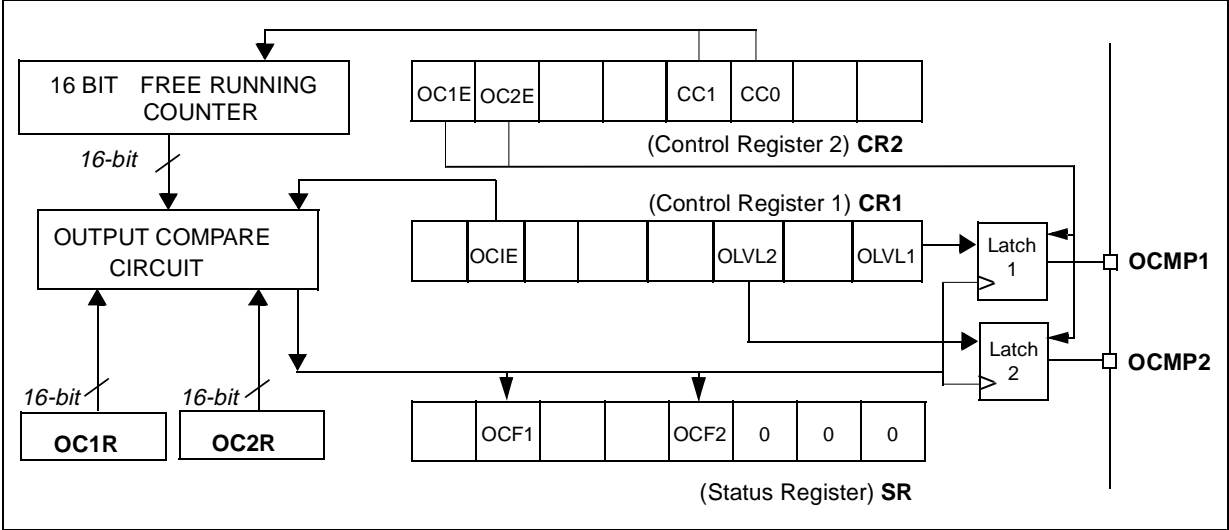 16 BIT FREE RUNNING
COUNTER
OC1E OC2E CC1 CC0
(Control Register 2) CR2
16-bit
(Control Register 1) CR1
OUTPUT COMPARE
CIRCUIT
OCIE OLVL2 OLVL1
Latch
1
OCMP1
Latch
2
OCMP2
16-bit
16-bit
OC1R
OC2R
OCF1 OCF2 0 0 0
(Status Register) SR